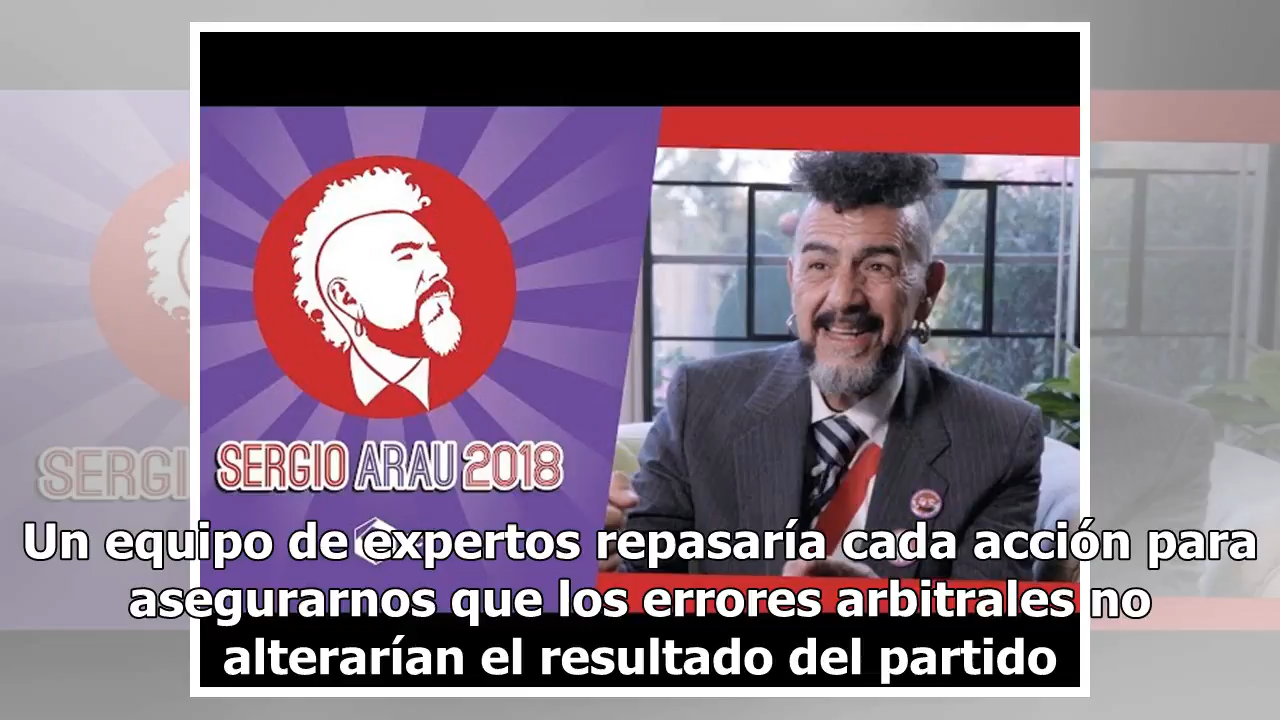 SERGIO ARAU 2018
SERGI
Un equipo de expertos repasaría cada acción para
asegurarnos que los errores arbitrales no
alterarían el resultado del partido